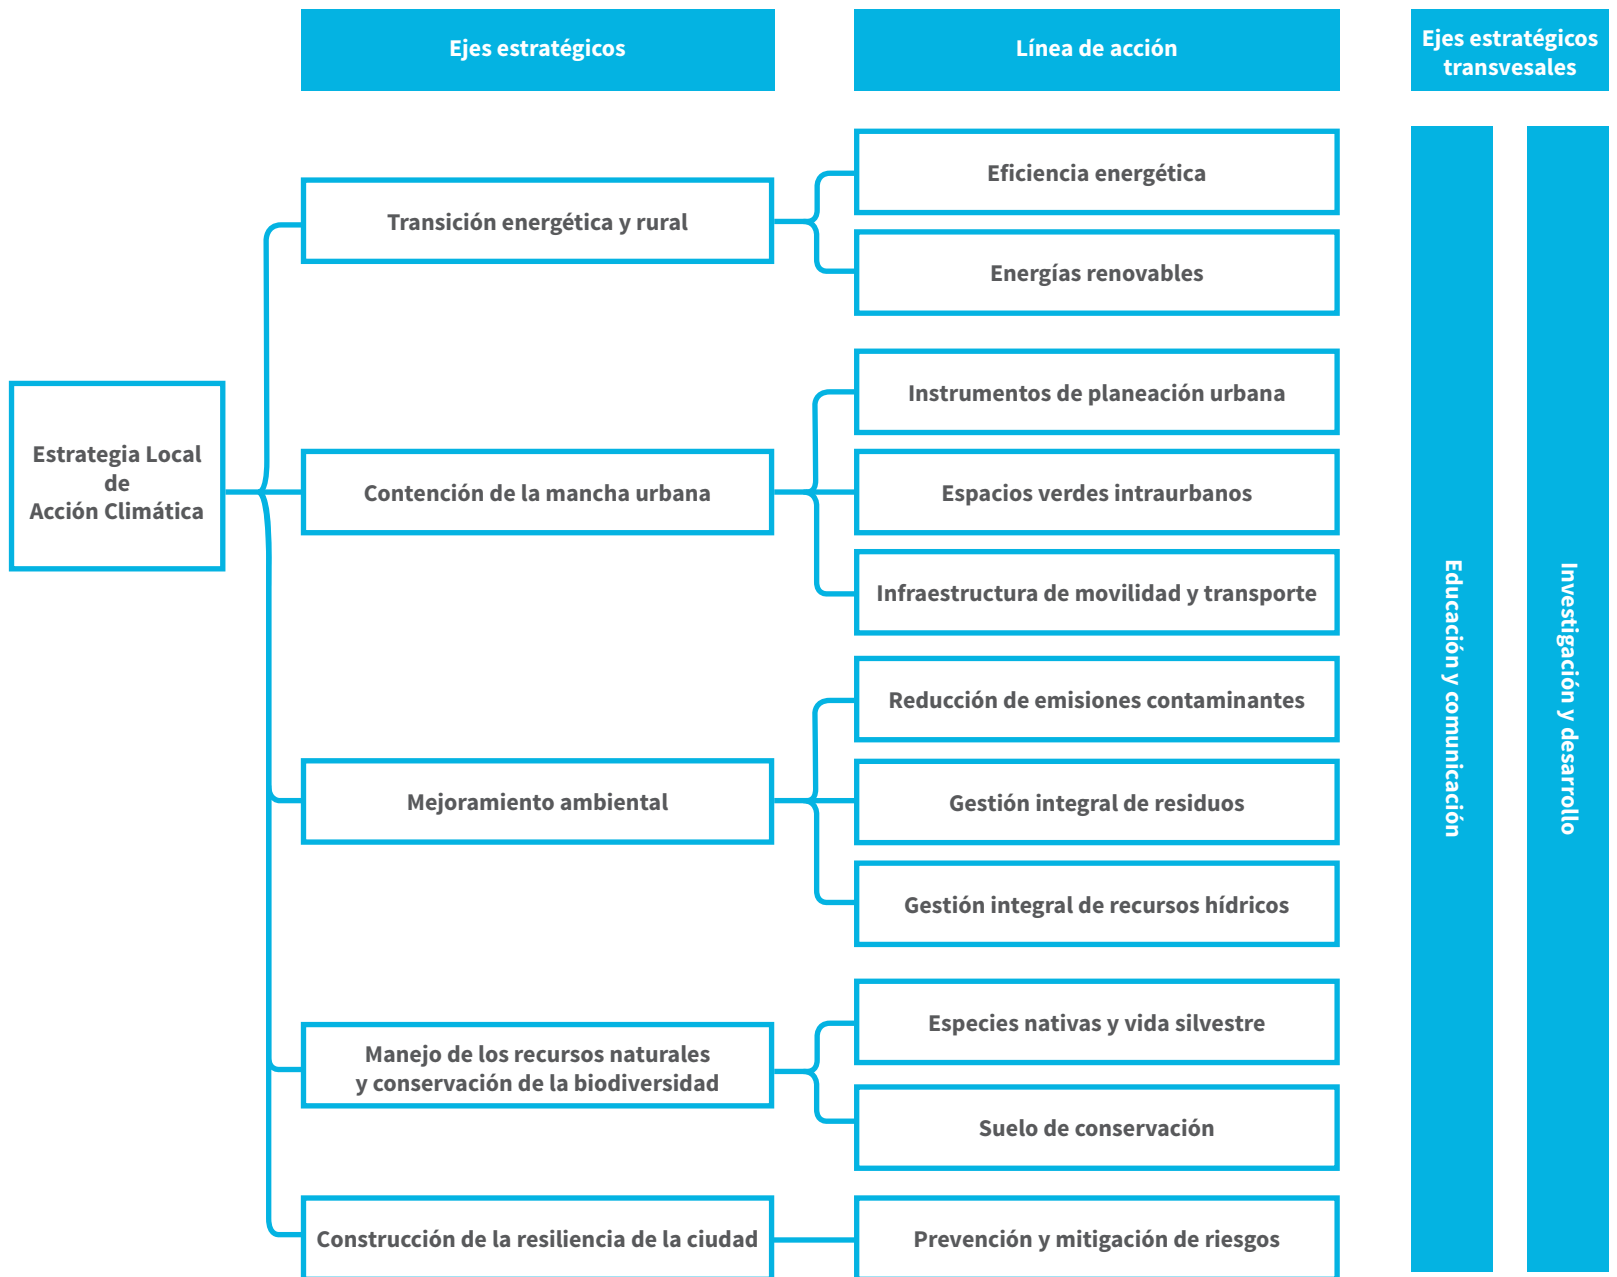 Ejes estratégicos
Línea de acción
Ejes estratégicos
transvesales
Estrategia Local
de
Acción Climática
Transición energética y rural
Eficiencia energética
Energías renovables
Contención de la mancha urbana
Instrumentos de planeación urbana
Espacios verdes intraurbanos
Infraestructura de movilidad y transporte
Mejoramiento ambiental
Reducción de emisiones contaminantes
Gestión integral de residuos
Gestión integral de recursos hídricos
Manejo de los recursos naturales
y conservación de la biodiversidad
Especies nativas y vida silvestre
Suelo de conservación
Construcción de la resiliencia de la ciudad
Prevención y mitigación de riesgos
Educación y comunicación
Investigación y desarrollo